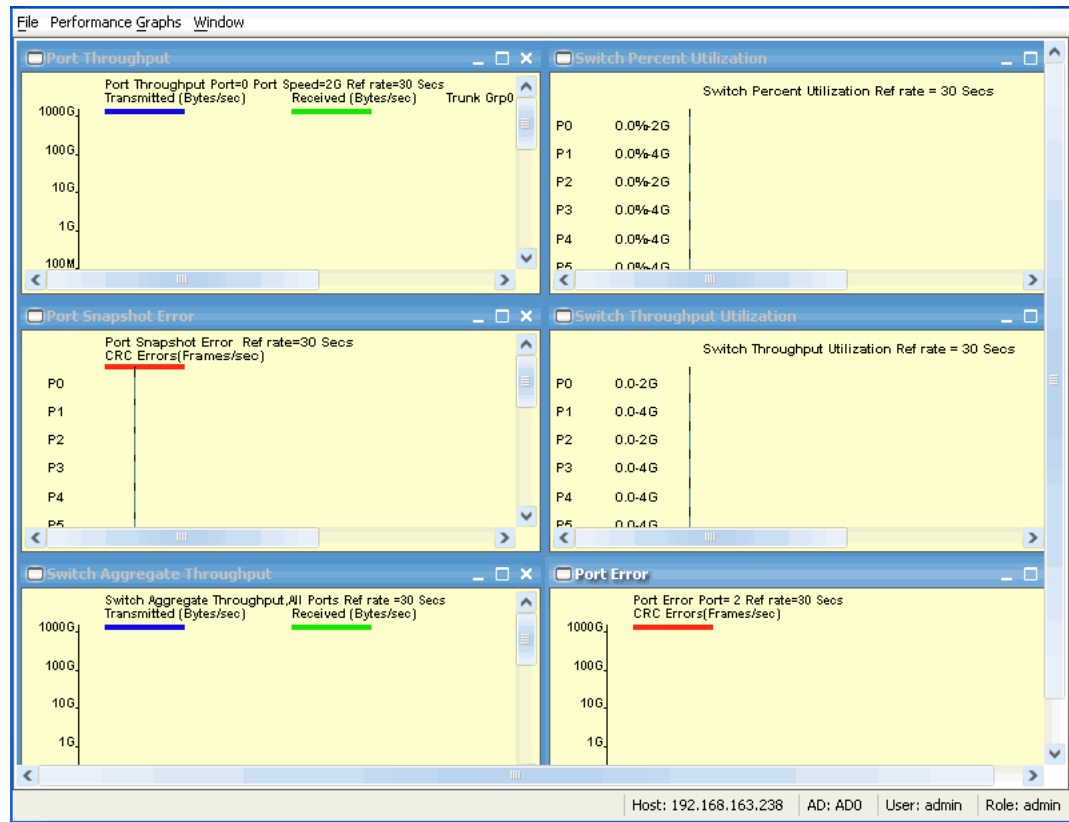 File Performance Graphs Window
Port Throughput
Port Throughput Port=0 Port Speed=2G Ref rate=30 Secs
Transmitted (Bytes/sec) Received (Bytes/sec) Trunk Grp0
1000G
100G
10G
1G
100M
Switch Percent Utilization
Switch Percent Utilization Ref rate = 30 Secs
P0 0.0%-2G
P1 0.0%-4G
P2 0.0%-2G
P3 0.0%-4G
P4 0.0%-4G
P5 0.0%-4G
Port Snapshot Error
Port Snapshot Error Ref rate=30 Secs
CRC Errors(Frames/sec)
P0
P1
P2
P3
P4
P5
Switch Throughput Utilization
Switch Throughput Utilization Ref rate = 30 Secs
P0 0.0-2G
P1 0.0-4G
P2 0.0-2G
P3 0.0-4G
P4 0.0-4G
P5 0.0-4G
Switch Aggregate Throughput
Switch Aggregate Throughput,All Ports Ref rate =30 Secs
Transmitted (Bytes/sec) Received (Bytes/sec)
1000G
100G
10G
1G
Port Error
Port Error Port= 2 Ref rate=30 Secs
CRC Errors(Frames/sec)
1000G
100G
10G
1G
Host: 192.168.163.238 AD: AD0 User: admin Role: admin